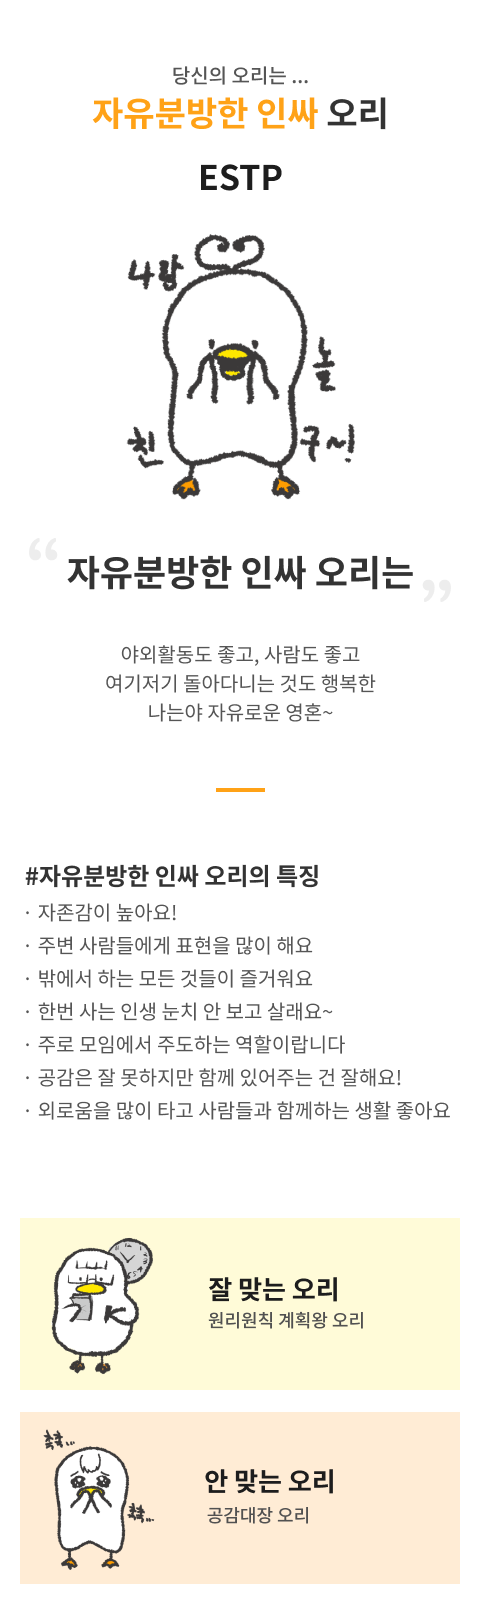 당신의 오리는 ...
자유분방한 인싸 오리
ESTP
나랑
놀
친
구~!
“ 자유분방한 인싸 오리는 ”
야외활동도 좋고, 사람도 좋고
여기저기 돌아다니는 것도 행복한
나는야 자유로운 영혼~
#자유분방한 인싸 오리의 특징
· 자존감이 높아요!
· 주변 사람들에게 표현을 많이 해요
· 밖에서 하는 모든 것들이 즐거워요
· 한번 사는 인생 눈치 안 보고 살래요~
· 주로 모임에서 주도하는 역할이랍니다
· 공감은 잘 못하지만 함께 있어주는 건 잘해요!
· 외로움을 많이 타고 사람들과 함께하는 생활 좋아요
잘 맞는 오리
원리원칙 계획왕 오리
촉촉...
안 맞는 오리
공감대장 오리
촉촉...